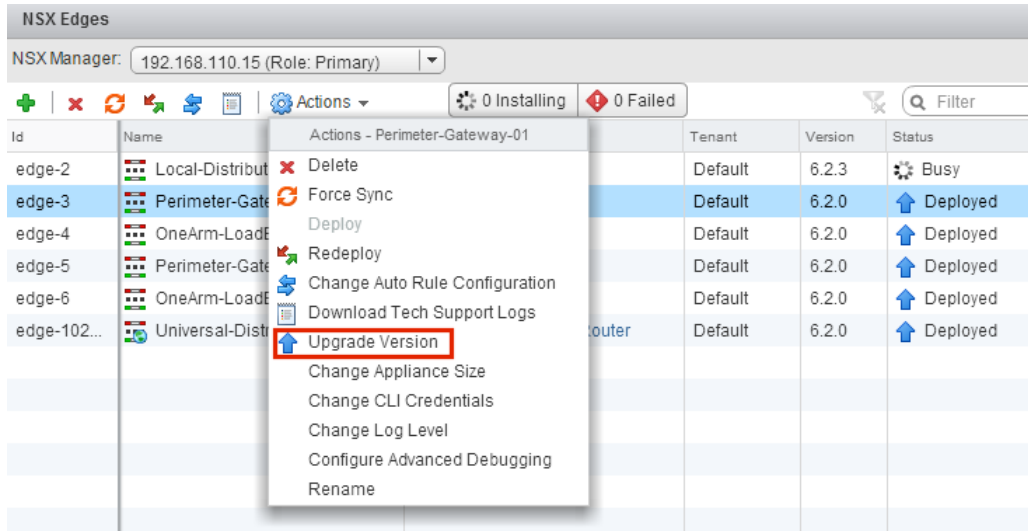 NSX Edges
NSX Manager: 192.168.110.15 (Role: Primary)
Actions 0 Installing 0 Failed Filter
Id Name Tenant Version Status
Actions - Perimeter-Gateway-01
Delete
Force Sync
Deploy
Redeploy
Change Auto Rule Configuration
Download Tech Support Logs
Upgrade Version
Change Appliance Size
Change CLI Credentials
Change Log Level
Configure Advanced Debugging
Rename
edge-2 Local-Distribut Default 6.2.3 Busy
edge-3 Perimeter-Gate Default 6.2.0 Deployed
edge-4 OneArm-LoadB Default 6.2.0 Deployed
edge-5 Perimeter-Gate Default 6.2.0 Deployed
edge-6 OneArm-LoadB Default 6.2.0 Deployed
edge-102... Universal-Distr outer Default 6.2.0 Deployed